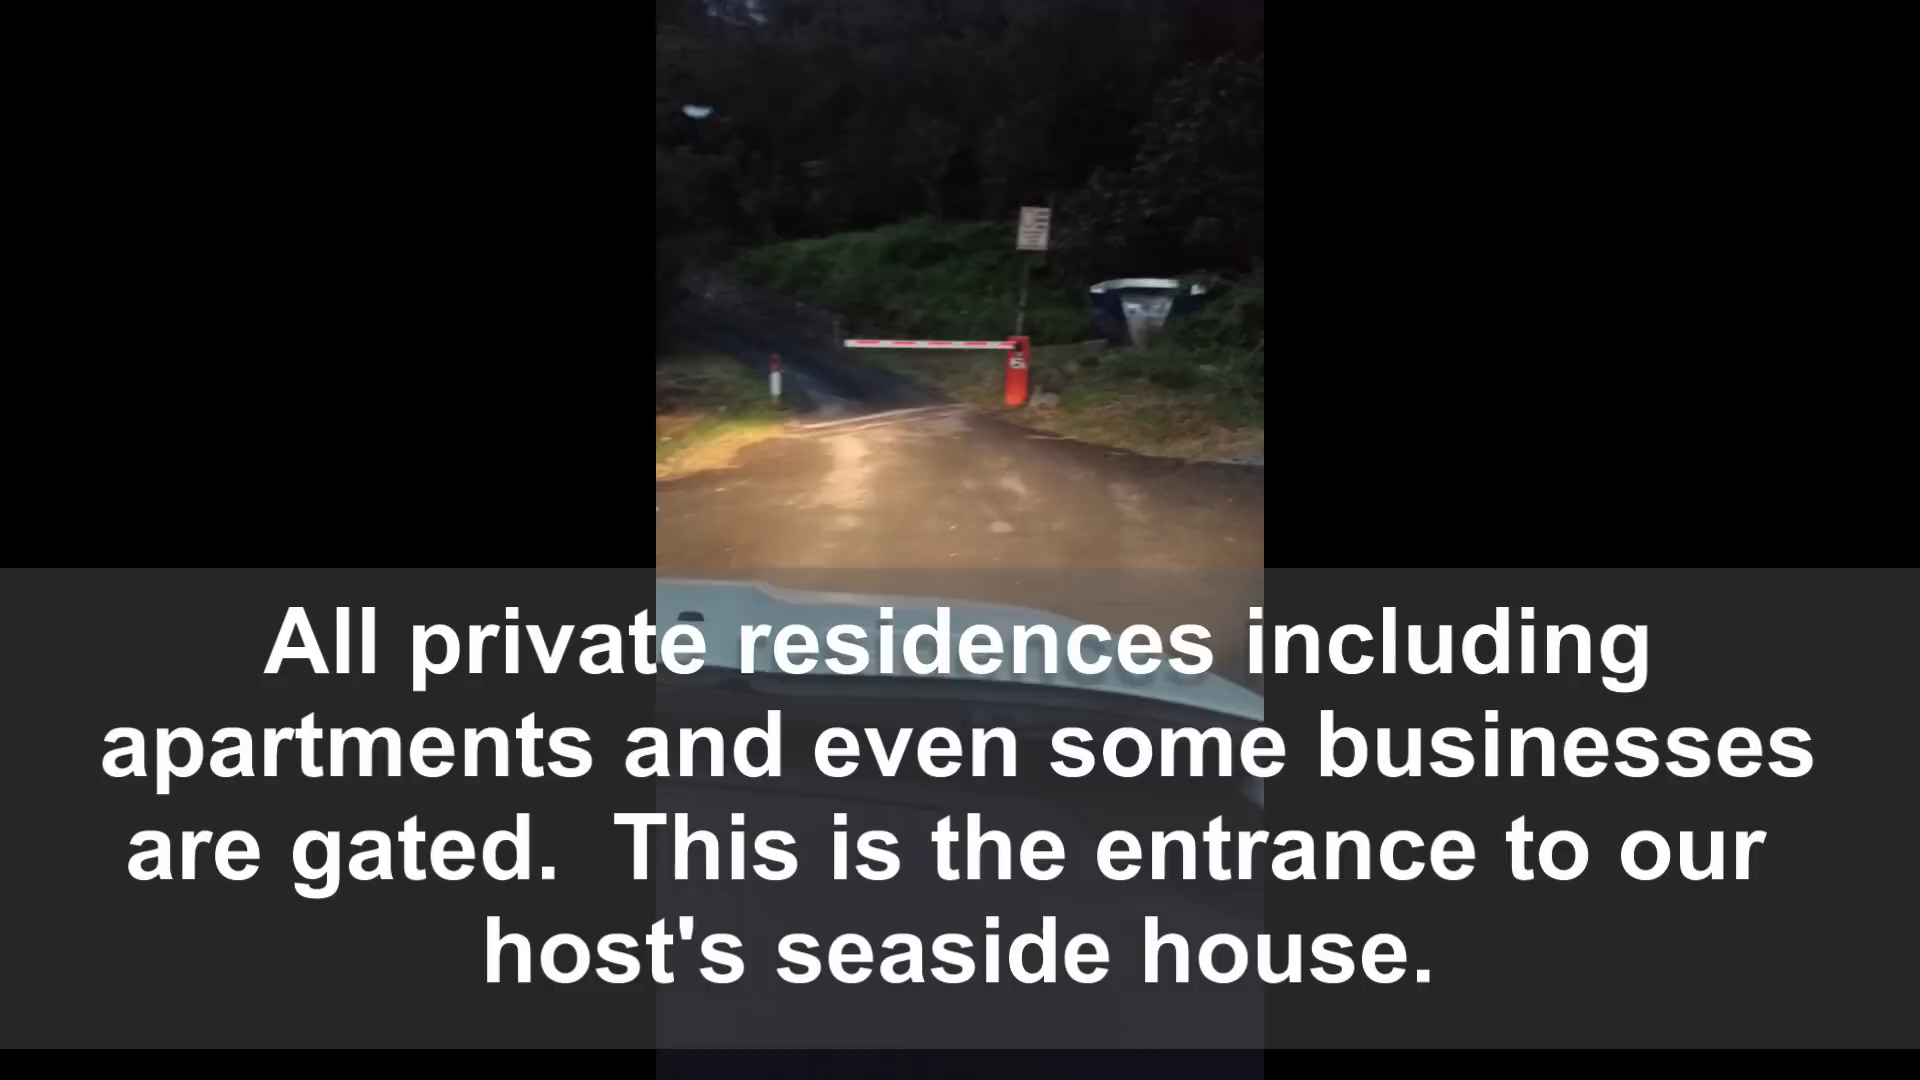 All private residences including
apartments and even some businesses
are gated.  This is the entrance to our
host's seaside house.